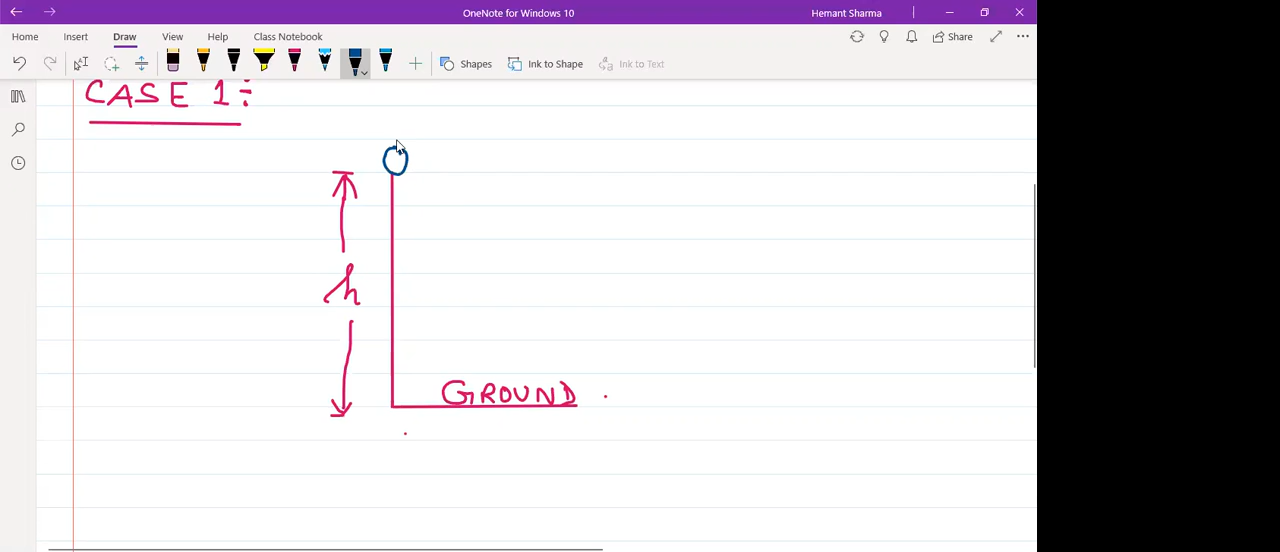 OneNote for Windows 10
Hemant Sharma
Home Insert Draw View Help Class Notebook
Share
Shapes Ink to Shape Ink to Text
CASE 1:
h
GROUND